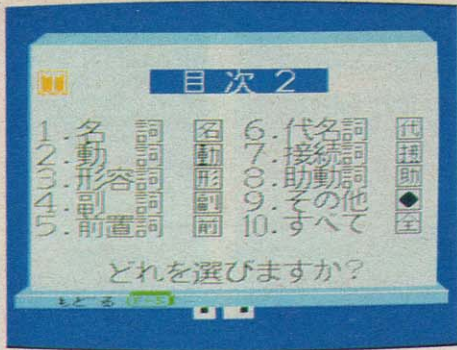 目次2
1.名詞 名 6.代名詞 代
2.動詞 動 7.接続詞 接
3.形容詞 形 8.助動詞 助
4.副詞 副 9.その他 ◆
5.前置詞 前 10.すべて 全
どれを選びますか?
もどる